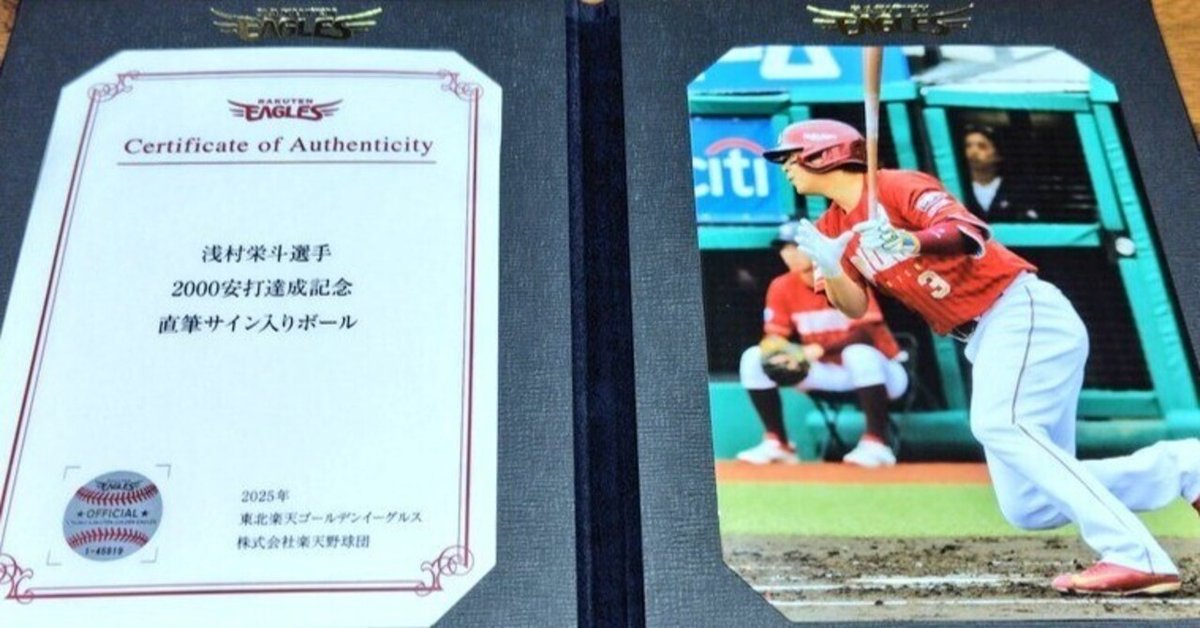 EAGLES
RAKUTEN
EAGLES
Certificate of Authenticity
浅村栄斗選手
2000安打達成記念
直筆サイン入りボール
EAGLES
★ OFFICIAL ★
2025年
東北楽天ゴールデンイーグルス
株式会社楽天野球団
EAGLES
citi
Rakuten
3